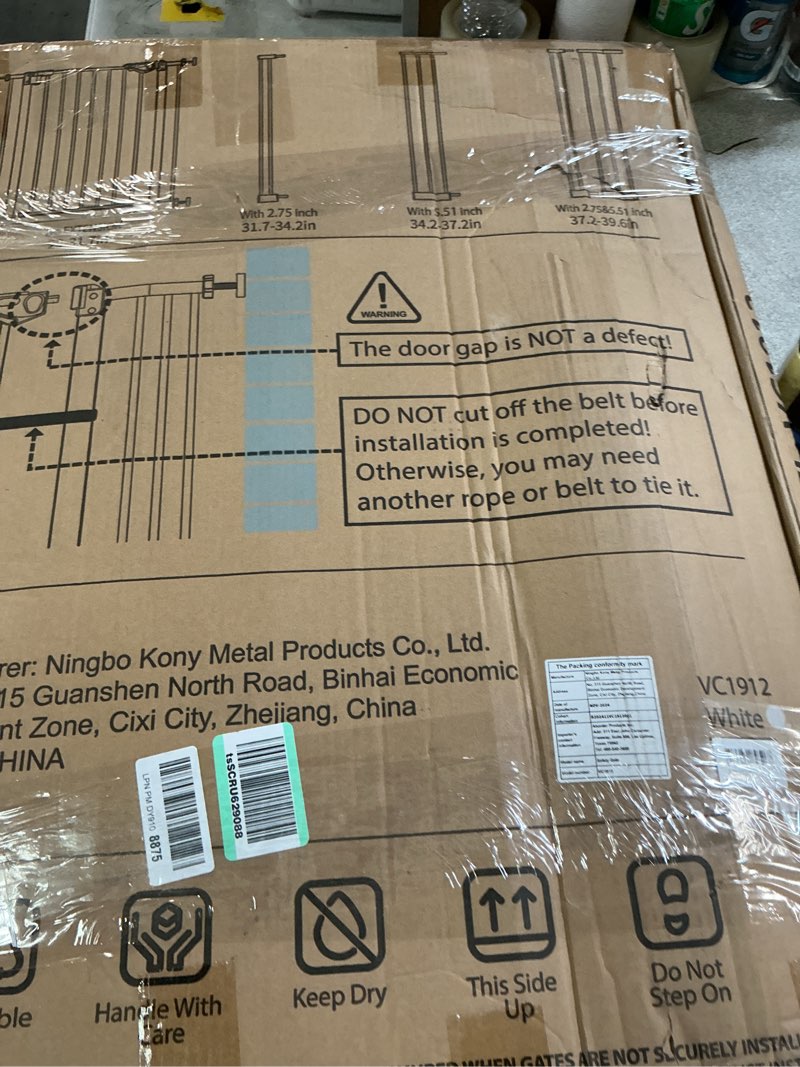 With 2.75 inch
31.7-34.2in
With 5.51 inch
34.2-37.2in
With 2.75&5.51 inch
37.2-39.6in
WARNING
The door gap is NOT a defect!
DO NOT cut off the belt before
installation is completed!
Otherwise, you may need
another rope or belt to tie it.
rer: Ningbo Kony Metal Products Co., Ltd.
15 Guanshen North Road, Binhai Economic
nt Zone, Cixi City, Zhejiang, China
HINA
The Packing conformity mark
Model name
Model number
VC1912
White
LPNPMDY910 8875
tsSCRU629088
ble
Handle With
Care
Keep Dry
This Side
Up
Do Not
Step On
WHEN GATES ARE NOT SECURELY INSTALL
G